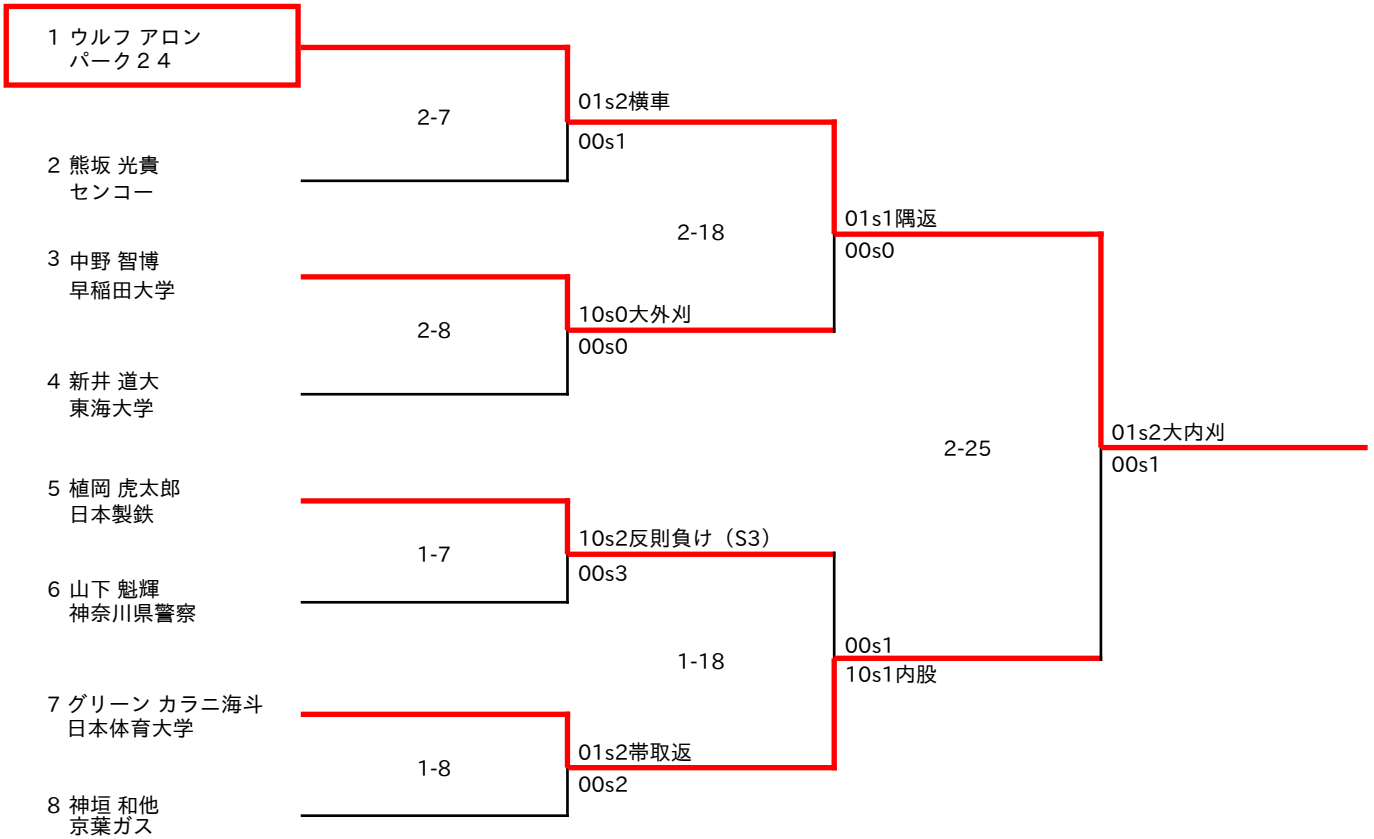 1 ウルフ アロン
パーク２４
2-7
01s2横車
00s1
2 熊坂 光貴
センコー
2-18
01s1隅返
00s0
3 中野 智博
早稲田大学
2-8
10s0大外刈
00s0
4 新井 道大
東海大学
2-25
01s2大内刈
00s1
5 植岡 虎太郎
日本製鉄
1-7
10s2反則負け（S3）
00s3
6 山下 魁輝
神奈川県警察
1-18
00s1
10s1内股
7 グリーン カラニ海斗
日本体育大学
1-8
01s2帯取返
00s2
8 神垣 和他
京葉ガス